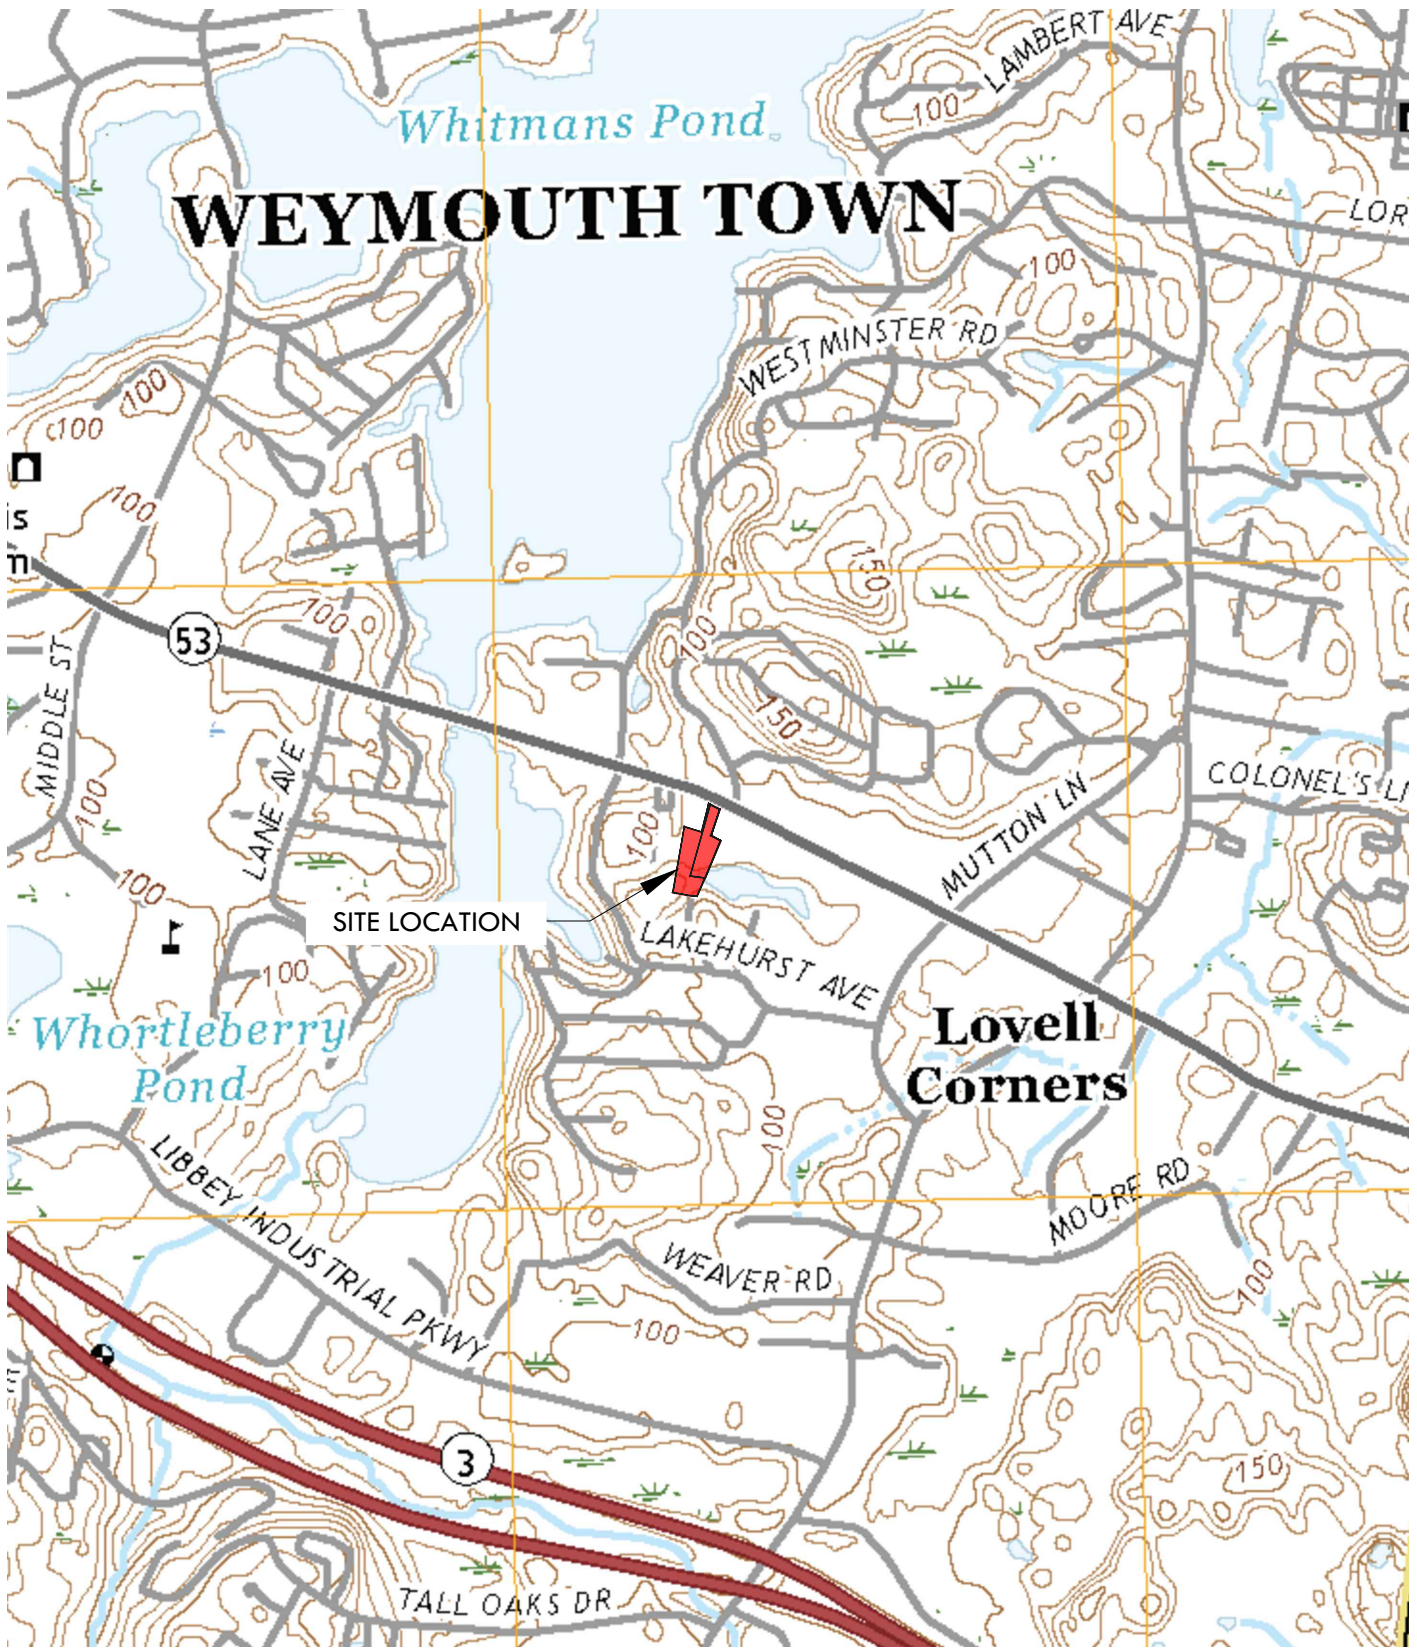 LAMBERT AVE
100
Whitmans Pond
WEYMOUTH TOWN
LOR
100
WESTMINSTER RD
100
100
100
is
m
150
100
53
100
MIDDLE ST
150
LANE AVE
COLONEL'S L
100
100
MUTTON LN
100
SITE LOCATION
LAKEHURST AVE
100
Whortleberry
Pond
Lovell
Corners
100
LIBBEY INDUSTRIAL PKWY
MOORE RD
WEAVER RD
100
100
3
150
TALL OAKS DR